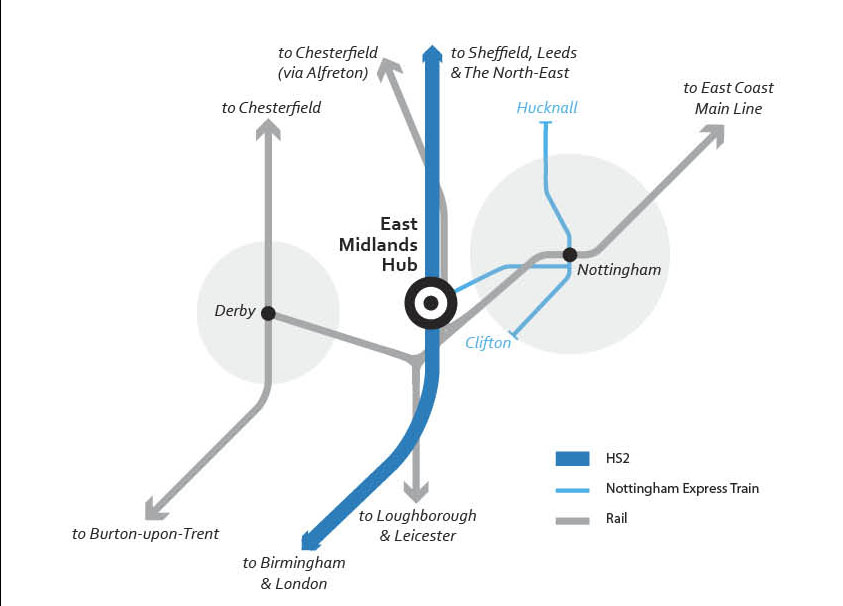 to Chesterfield
(via Alfreton)
to Sheffield, Leeds
& The North-East
to East Coast
Main Line
to Chesterfield
Hucknall
East
Midlands
Hub
Nottingham
Derby
Clifton
HS2
Nottingham Express Train
Rail
to Loughborough
& Leicester
to Burton-upon-Trent
to Birmingham
& London